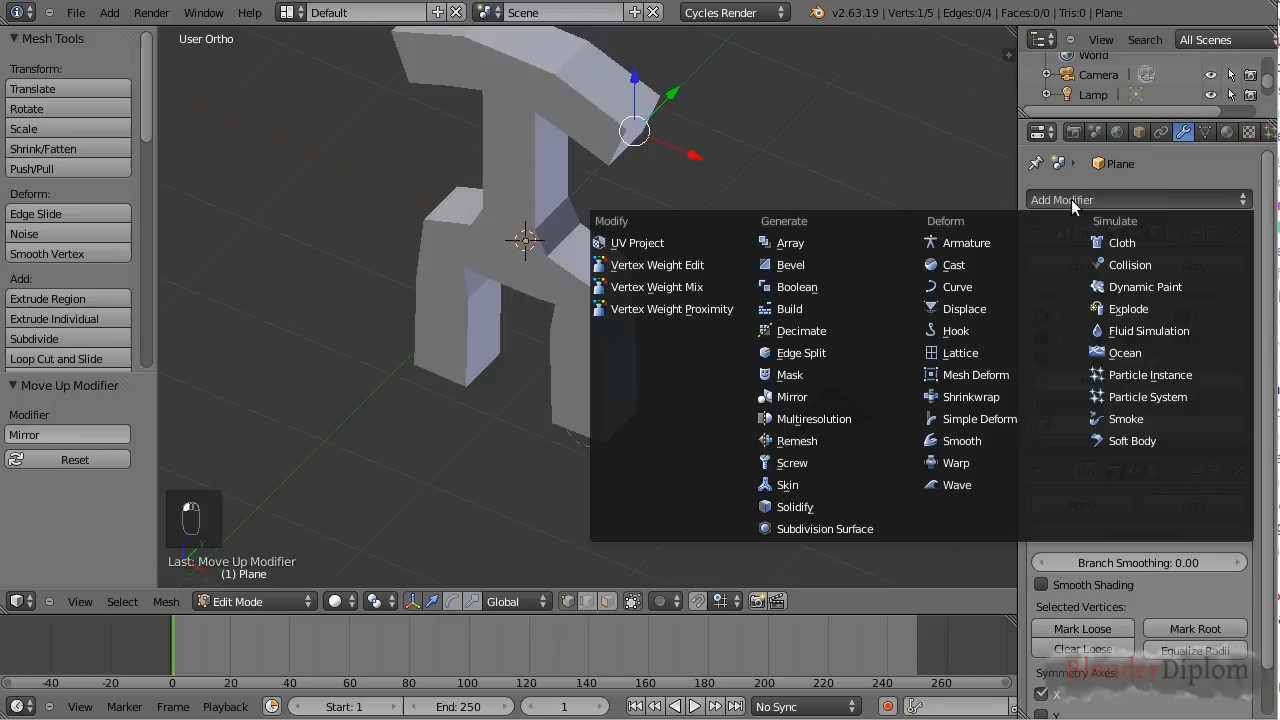 File Add Render Window Help Default Scene Cycles Render v2.63.19 | Verts:1/5 | Edges:0/4 | Faces:0/0 | Tris:0 | Plane
Mesh Tools
User Ortho
View Search All Scenes
World
Camera
Lamp
Transform:
Translate
Rotate
Scale
Shrink/Fatten
Push/Pull
Deform:
Edge Slide
Noise
Smooth Vertex
Add:
Extrude Region
Extrude Individual
Subdivide
Loop Cut and Slide
Move Up Modifier
Modifier
Mirror
Reset
Plane
Add Modifier
Modify
UV Project
Vertex Weight Edit
Vertex Weight Mix
Vertex Weight Proximity
Generate
Array
Bevel
Boolean
Build
Decimate
Edge Split
Mask
Mirror
Multiresolution
Remesh
Screw
Skin
Solidify
Subdivision Surface
Deform
Armature
Cast
Curve
Displace
Hook
Lattice
Mesh Deform
Shrinkwrap
Simple Deform
Smooth
Warp
Wave
Simulate
Cloth
Collision
Dynamic Paint
Explode
Fluid Simulation
Ocean
Particle Instance
Particle System
Smoke
Soft Body
Branch Smoothing: 0.00
Smooth Shading
Selected Vertices:
Mark Loose Mark Root
Clear Loose Equalize Radii
Symmetry Axes:
X
Y
Last: Move Up Modifier
(1) Plane
View Select Mesh Edit Mode Global
-40 -20 0 20 40 60 80 100 120 140 160 180 200 220 240 260
View Marker Frame Playback Start: 1 End: 250 1 No Sync
BlenderDiplom